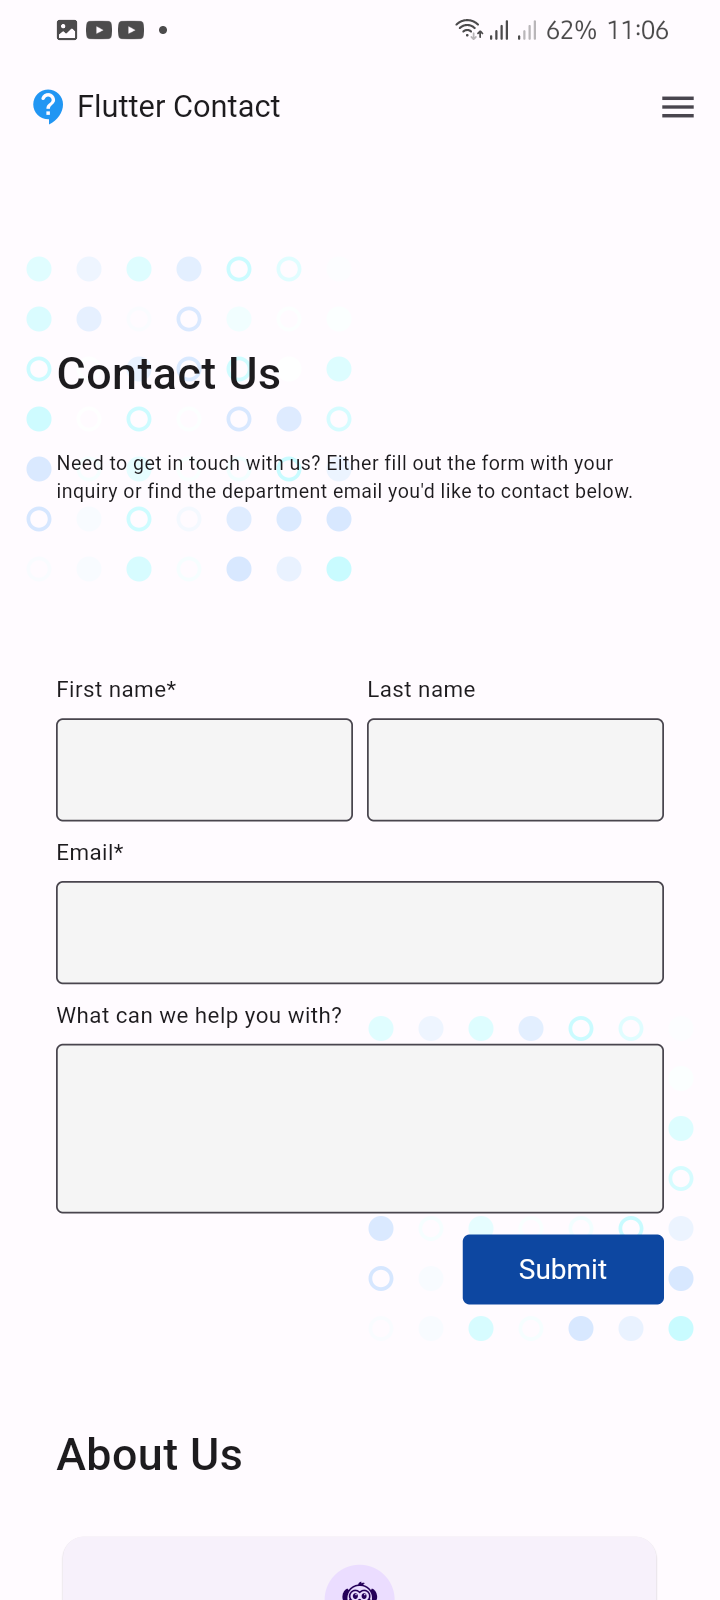 62% 11:06
Flutter Contact
Contact Us
Need to get in touch with us? Either fill out the form with your
inquiry or find the department email you'd like to contact below.
First name* Last name
Email*
What can we help you with?
Submit
About Us